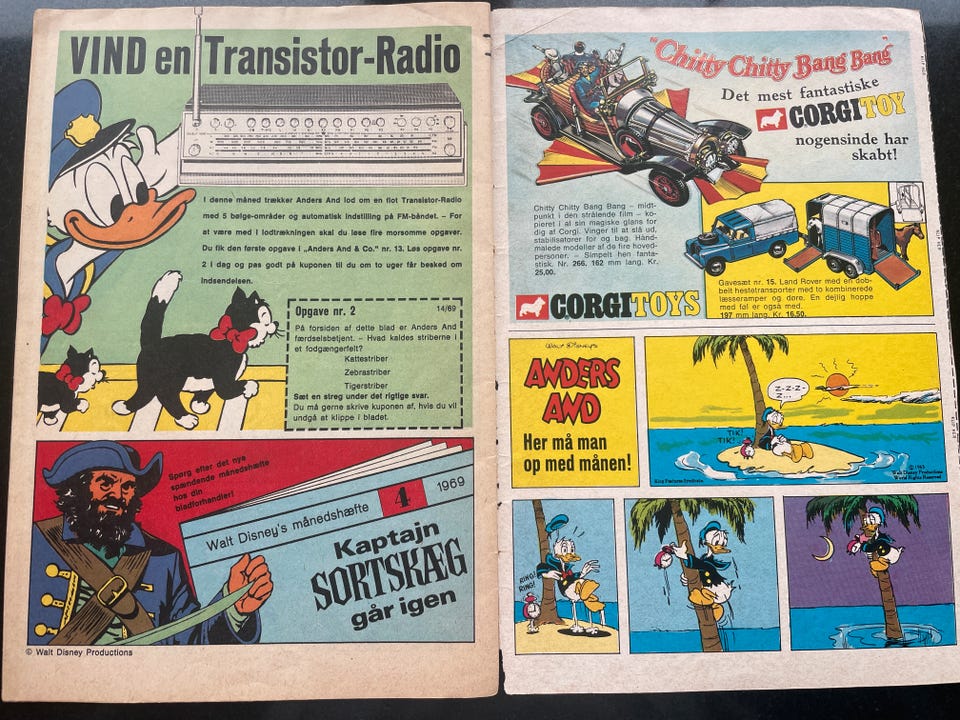 VIND en Transistor-Radio
I denne måned trækker Anders And lod om en flot Transistor-Radio
med 5 bølge-områder og automatisk indstilling på FM-båndet. – For
at være med i lodtrækningen skal du løse fire morsomme opgaver.
Du fik den første opgave i „Anders And & Co." nr. 13. Løs opgave nr.
2 i dag og pas godt på kuponen til du om to uger får besked om
indsendelsen.
Opgave nr. 2 14/69
På forsiden af dette blad er Anders And
færdselsbetjent. – Hvad kaldes striberne i
et fodgængerfelt?
Kattestriber
Zebrastriber
Tigerstriber
Sæt en streg under det rigtige svar.
Du må gerne skrive kuponen af, hvis du vil
undgå at klippe i bladet.
Spørg efter det nye
spændende månedshæfte
hos din
bladforhandler!
Walt Disney's månedshæfte 4 1969
Kaptajn
SORTSKÆG
går igen
© Walt Disney Productions
"Chitty Chitty Bang Bang"
Det mest fantastiske
CORGI TOY
nogensinde har
skabt!
Chitty Chitty Bang Bang – midt-
punkt i den strålende film – ko-
pieret i al sin magiske glans for
dig af Corgi. Vinger til at slå ud,
stabilisatorer for og bag. Hånd-
malede modeller af de fire hoved-
personer. – Simpelt hen fanta-
stisk. Nr. 266. 162 mm lang. Kr.
25,00.
CORGI TOYS
Gavesæt nr. 15. Land Rover med en dob-
belt hestetransporter med to kombinerede
læsseramper og døre. En dejlig hoppe
med føl er også med.
197 mm lang. Kr. 16,50.
Walt Disney's
ANDERS
AND
Her må man
op med månen!
Z-Z-Z-
Z...
TIK!
TIK!
King Features Syndicate
© 1965
Walt Disney Productions
World Rights Reserved
RING!
RING!